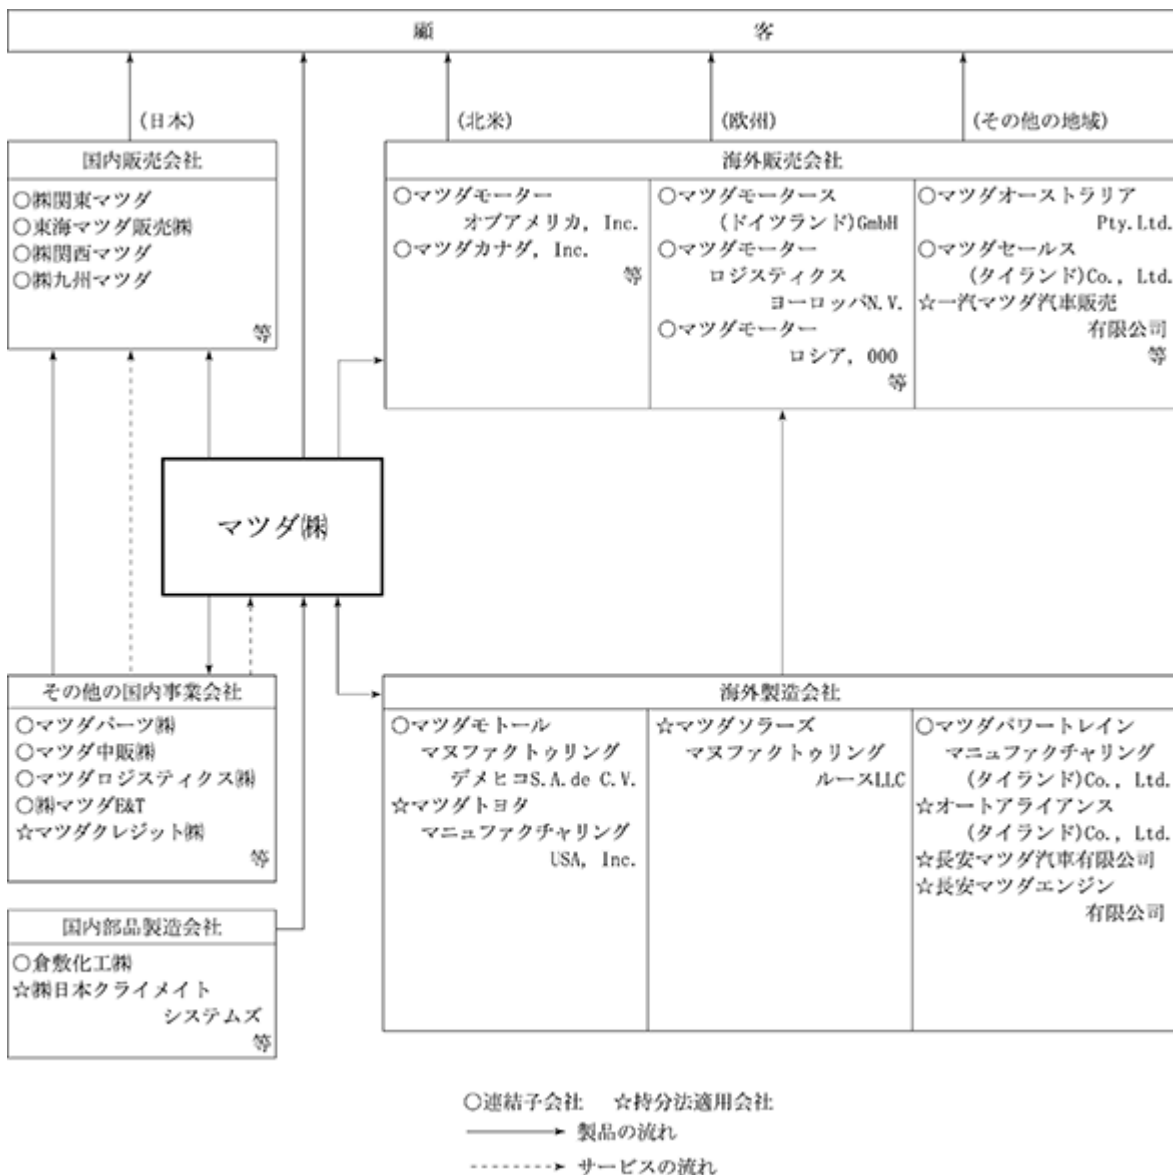 顧客
(日本)
(北米)
(欧州)
(その他の地域)
国内販売会社
○㈱関東マツダ
○東海マツダ販売㈱
○㈱関西マツダ
○㈱九州マツダ
等
海外販売会社
○マツダモーター
オブアメリカ, Inc.
○マツダカナダ, Inc.
等
○マツダモータース
(ドイツランド)GmbH
○マツダモーター
ロジスティクス
ヨーロッパN.V.
○マツダモーター
ロシア, OOO
等
○マツダオーストラリア
Pty.Ltd.
○マツダセールス
(タイランド)Co., Ltd.
☆一汽マツダ汽車販売
有限公司
等
マツダ㈱
その他の国内事業会社
○マツダパーツ㈱
○マツダ中販㈱
○マツダロジスティクス㈱
○㈱マツダE&T
☆マツダクレジット㈱
等
国内部品製造会社
○倉敷化工㈱
☆㈱日本クライメイト
システムズ
等
海外製造会社
○マツダモトール
マヌファクトゥリング
デメヒコS.A.de C.V.
☆マツダトヨタ
マニュファクチャリング
USA, Inc.
☆マツダソラーズ
マヌファクトゥリング
ルースLLC
○マツダパワートレイン
マニュファクチャリング
(タイランド)Co., Ltd.
☆オートアライアンス
(タイランド)Co., Ltd.
☆長安マツダ汽車有限公司
☆長安マツダエンジン
有限公司
○連結子会社 ☆持分法適用会社
製品の流れ
サービスの流れ